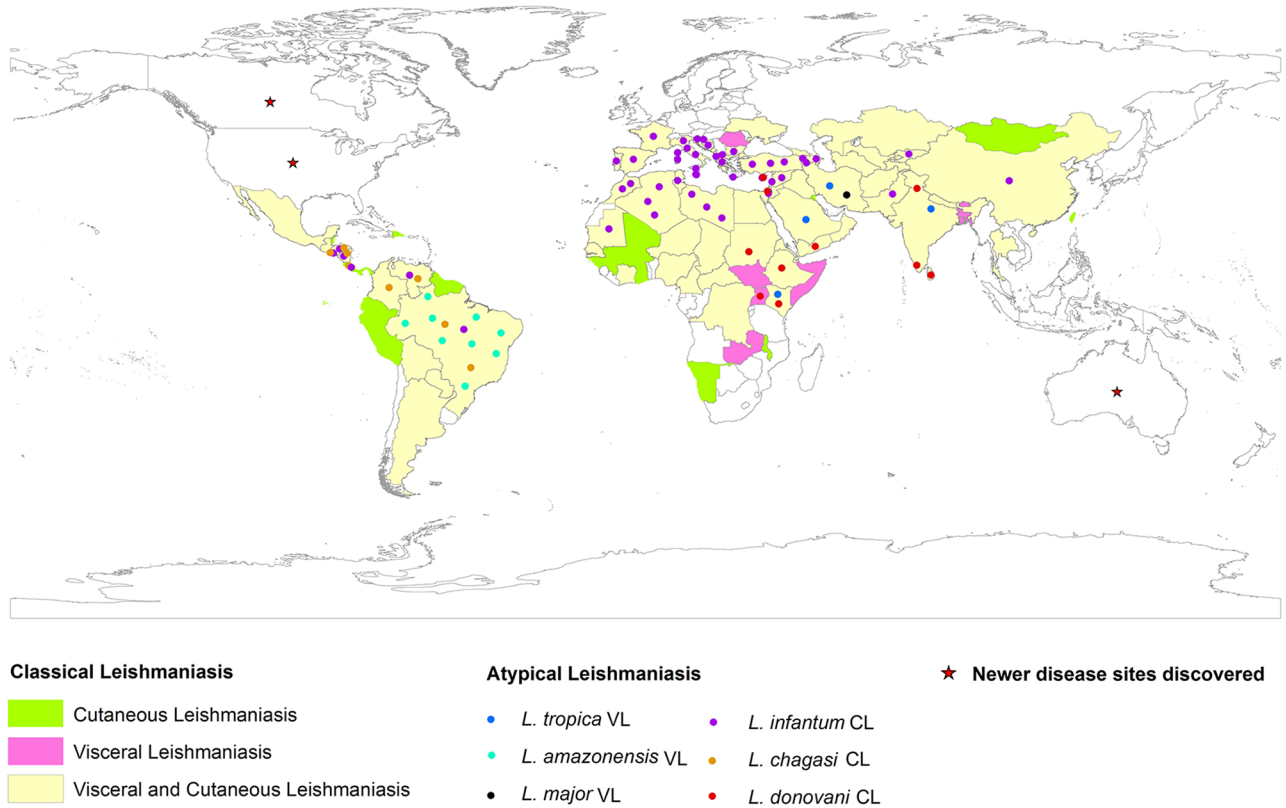 Classical Leishmaniasis
Cutaneous Leishmaniasis
Visceral Leishmaniasis
Visceral and Cutaneous Leishmaniasis
Atypical Leishmaniasis
L. tropica VL
L. amazonensis VL
L. major VL
L. infantum CL
L. chagasi CL
L. donovani CL
Newer disease sites discovered